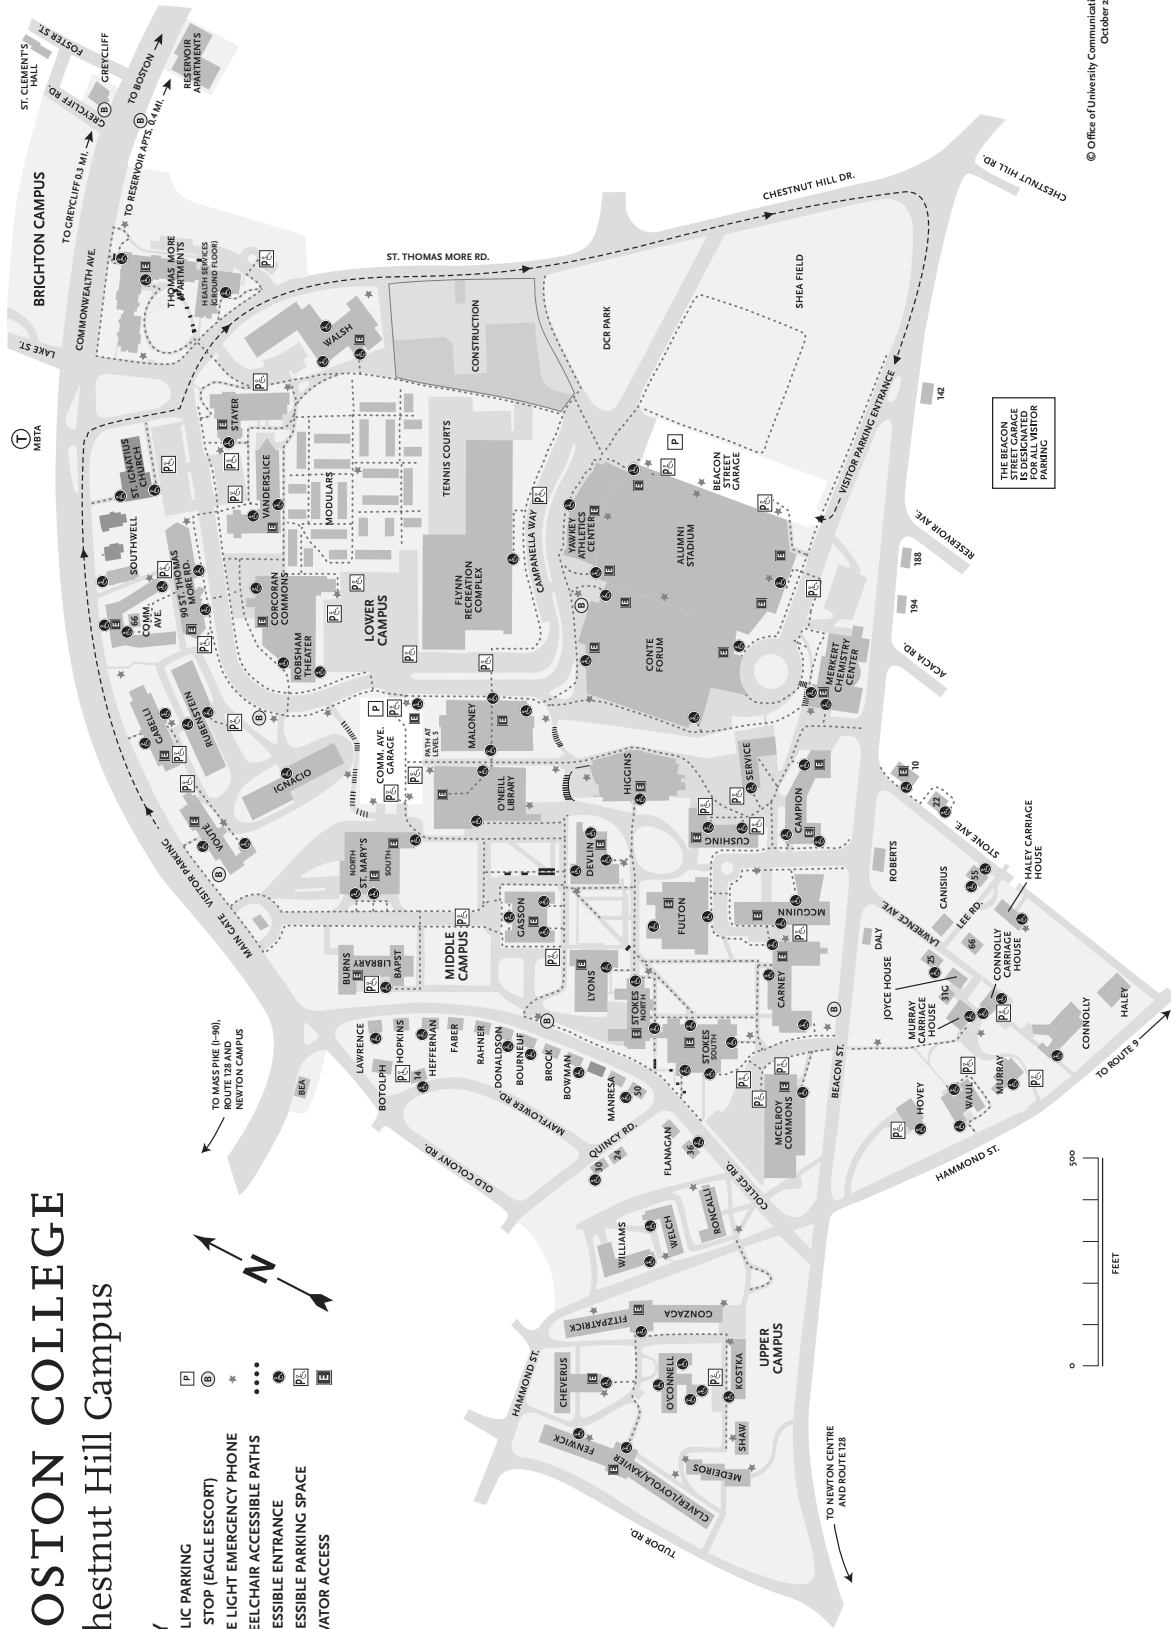 OSTON COLLEGE
hestnut Hill Campus
Y
LIC PARKING
P
STOP (EAGLE ESCORT)
B
E LIGHT EMERGENCY PHONE
EELCHAIR ACCESSIBLE PATHS
ESSIBLE ENTRANCE
ESSIBLE PARKING SPACE
P
VATOR ACCESS
E
N
TO MASS PIKE (I–90),
ROUTE 128 AND
NEWTON CAMPUS
TO NEWTON CENTRE
AND ROUTE 128
TO ROUTE 9
0
500
FEET
TUDOR RD.
HAMMOND ST.
CLAVER/LOYOLA/XAVIER
FENWICK
MEDEIROS
SHAW
CHEVERUS
O'CONNELL
KOSTKA
FITZPATRICK
GONZAGA
UPPER
CAMPUS
WILLIAMS
WELCH
RONCALLI
COLLEGE RD.
OLD COLONY RD.
MAYFLOWER RD.
QUINCY RD.
30
24
FLANAGAN
36
MANRESA
50
BOWMAN
BROCK
BOURNEUF
DONALDSON
RAHNER
FABER
HEFFERNAN
HOPKINS
14
BOTOLPH
LAWRENCE
BEA
HAMMOND ST.
BEACON ST.
MCELROY
COMMONS
STOKES
SOUTH
STOKES
NORTH
LYONS
CARNEY
MCGUINN
FULTON
GASSON
DEVLIN
MIDDLE
CAMPUS
BURNS
LIBRARY
BAPST
NORTH
ST. MARY'S
SOUTH
MAIN GATE
VISITOR PARKING
VOUTE
GABELLI
RUBENSTEIN
IGNACIO
COMM. AVE.
GARAGE
P
PATH AT
LEVEL 5
MALONEY
O'NEILL
LIBRARY
HIGGINS
CUSHING
SERVICE
CAMPION
MERKERT
CHEMISTRY
CENTER
CONTE
FORUM
ALUMNI
STADIUM
YAWKEY
ATHLETICS
CENTER
BEACON
STREET
GARAGE
P
CAMPANELLA WAY
FLYNN
RECREATION
COMPLEX
TENNIS COURTS
LOWER
CAMPUS
ROBSHAM
THEATER
CORCORAN
COMMONS
MODULARS
VANDERSLICE
STAYER
WALSH
CONSTRUCTION
90 ST. THOMAS
MORE RD.
66
COMM.
AVE.
SOUTHWELL
ST. IGNATIUS
CHURCH
T
MBTA
LAKE ST.
COMMONWEALTH AVE.
BRIGHTON CAMPUS
THOMAS MORE
APARTMENTS
HEALTH SERVICES
(GROUND FLOOR)
ST. THOMAS MORE RD.
TO GREYCLIFF 0.3 MI.
TO RESERVOIR APTS. 0.4 MI.
TO BOSTON
GREYCLIFF RD.
GREYCLIFF
FOSTER ST.
ST. CLEMENT'S
HALL
RESERVOIR
APARTMENTS
DCR PARK
SHEA FIELD
CHESTNUT HILL DR.
CHESTNUT HILL RD.
VISITOR PARKING ENTRANCE
142
RESERVOIR AVE.
188
194
ACACIA RD.
10
22
STONE AVE.
ROBERTS
CANISIUS
55
HALEY CARRIAGE
HOUSE
LEE RD.
LAWRENCE AVE.
66
DALY
25
JOYCE HOUSE
31G
CONNOLLY
CARRIAGE
HOUSE
MURRAY
CARRIAGE
HOUSE
CONNOLLY
HALEY
MURRAY
WAUL
HOVEY
THE BEACON
STREET GARAGE
IS DESIGNATED
FOR ALL VISITOR
PARKING
© Office of University Communicati
October 2